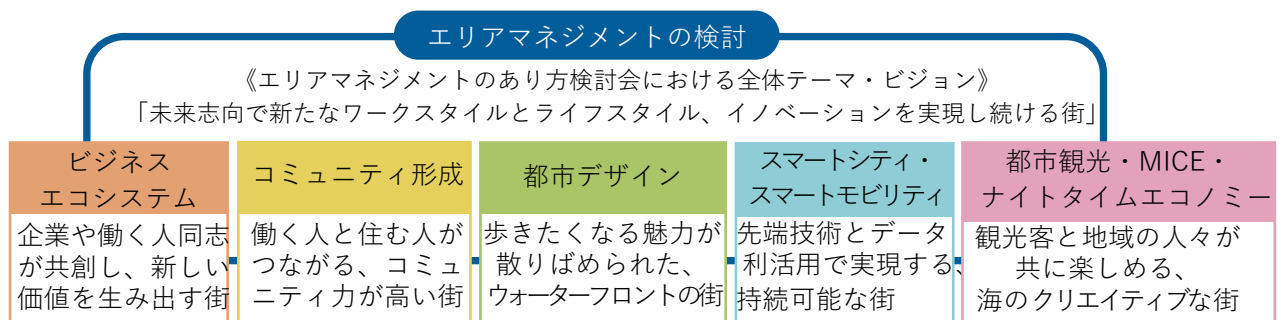 エリアマネジメントの検討
《エリアマネジメントのあり方検討会における全体テーマ・ビジョン》
「未来志向で新たなワークスタイルとライフスタイル、イノベーションを実現し続ける街」
ビジネス
エコシステム
企業や働く人同志
が共創し、新しい
価値を生み出す街
コミュニティ形成
働く人と住む人が
つながる、コミュ
ニティ力が高い街
都市デザイン
歩きたくなる魅力が
散りばめられた、
ウォーターフロントの街
スマートシティ・
スマートモビリティ
先端技術とデータ
利活用で実現する、
持続可能な街
都市観光・MICE・
ナイトタイムエコノミー
観光客と地域の人々が
共に楽しめる、
海のクリエイティブな街